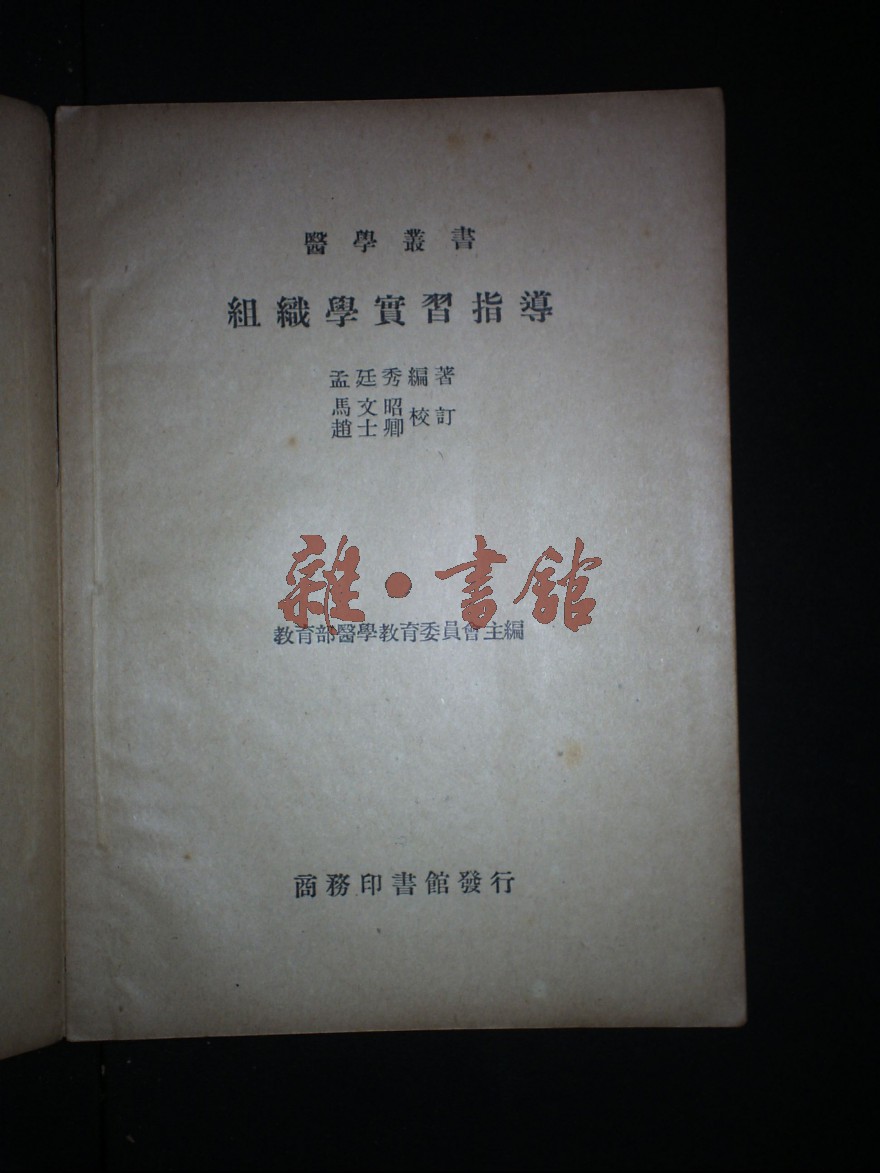 醫學叢書
組織學實習指導
孟廷秀編著
馬文昭
趙士卿校訂
雜·書館
教育部醫學教育委員會主編
商務印書館發行